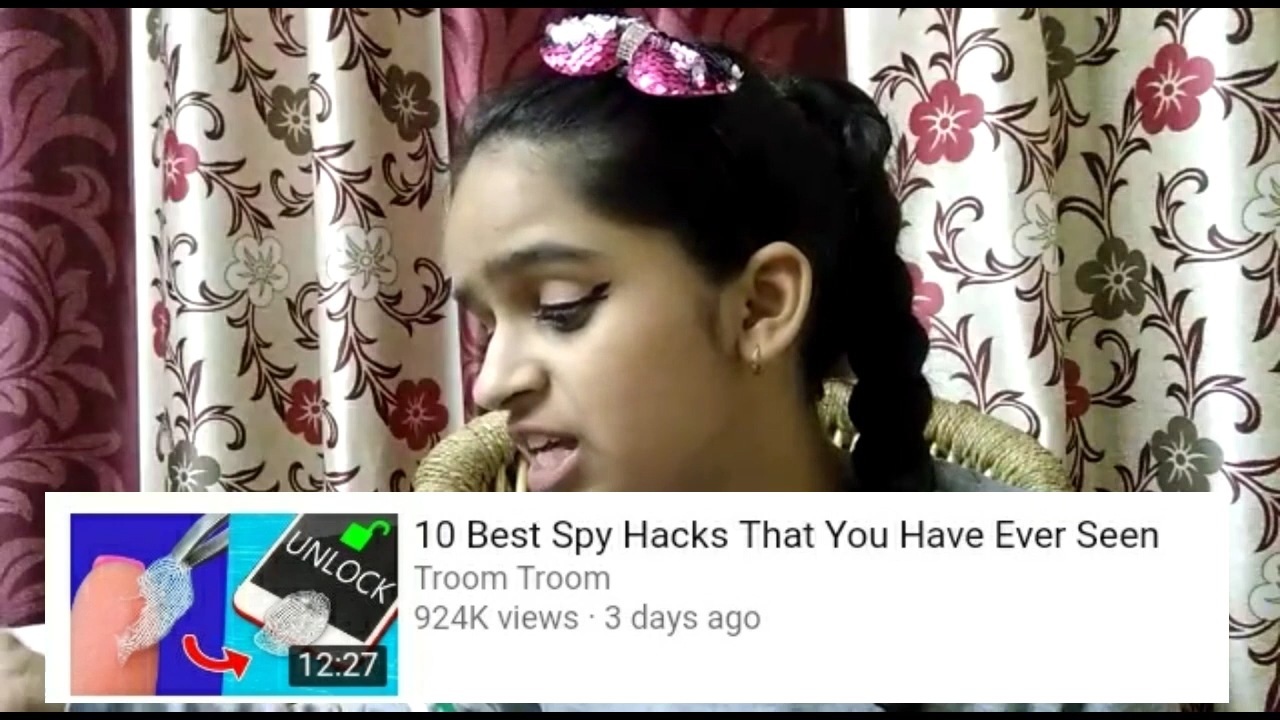 UNLOCK
12:27
10 Best Spy Hacks That You Have Ever Seen
Troom Troom
924K views · 3 days ago